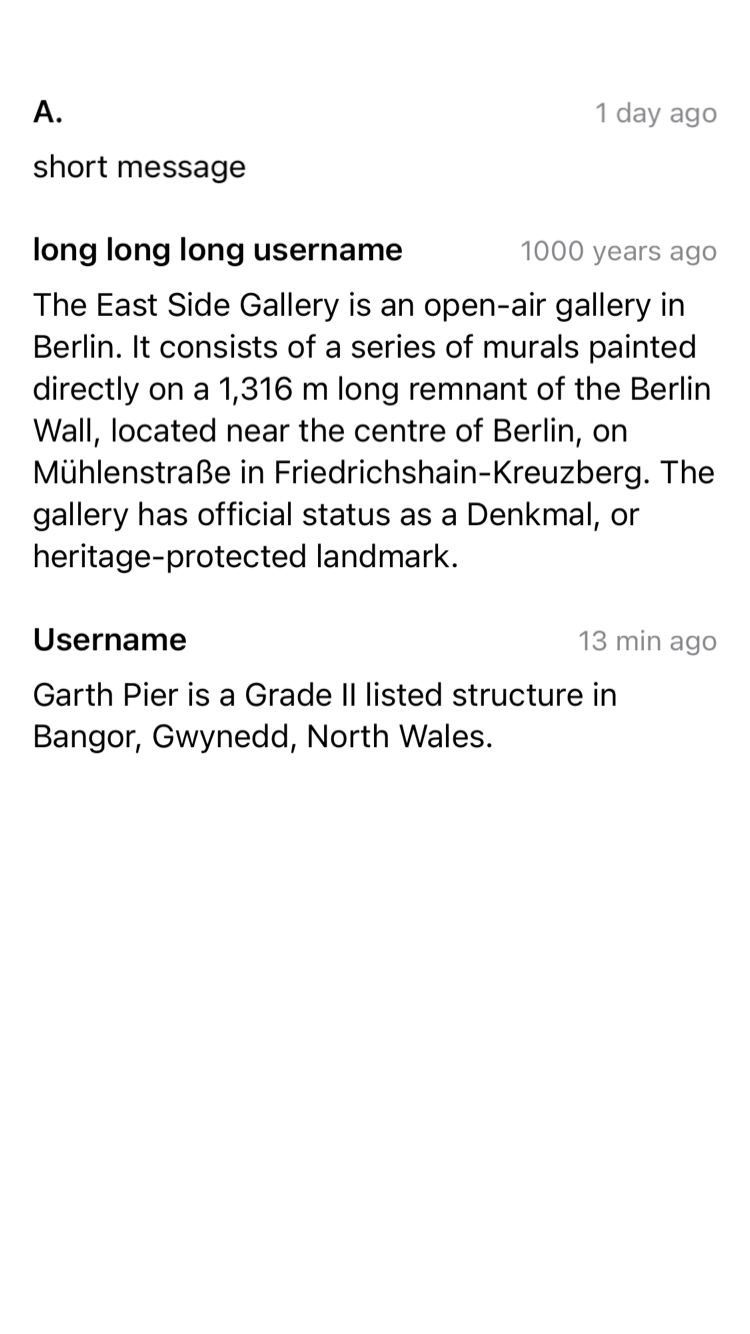 A. 1 day ago
short message
long long long username 1000 years ago
The East Side Gallery is an open-air gallery in
Berlin. It consists of a series of murals painted
directly on a 1,316 m long remnant of the Berlin
Wall, located near the centre of Berlin, on
Mühlenstraße in Friedrichshain-Kreuzberg. The
gallery has official status as a Denkmal, or
heritage-protected landmark.
Username 13 min ago
Garth Pier is a Grade II listed structure in
Bangor, Gwynedd, North Wales.